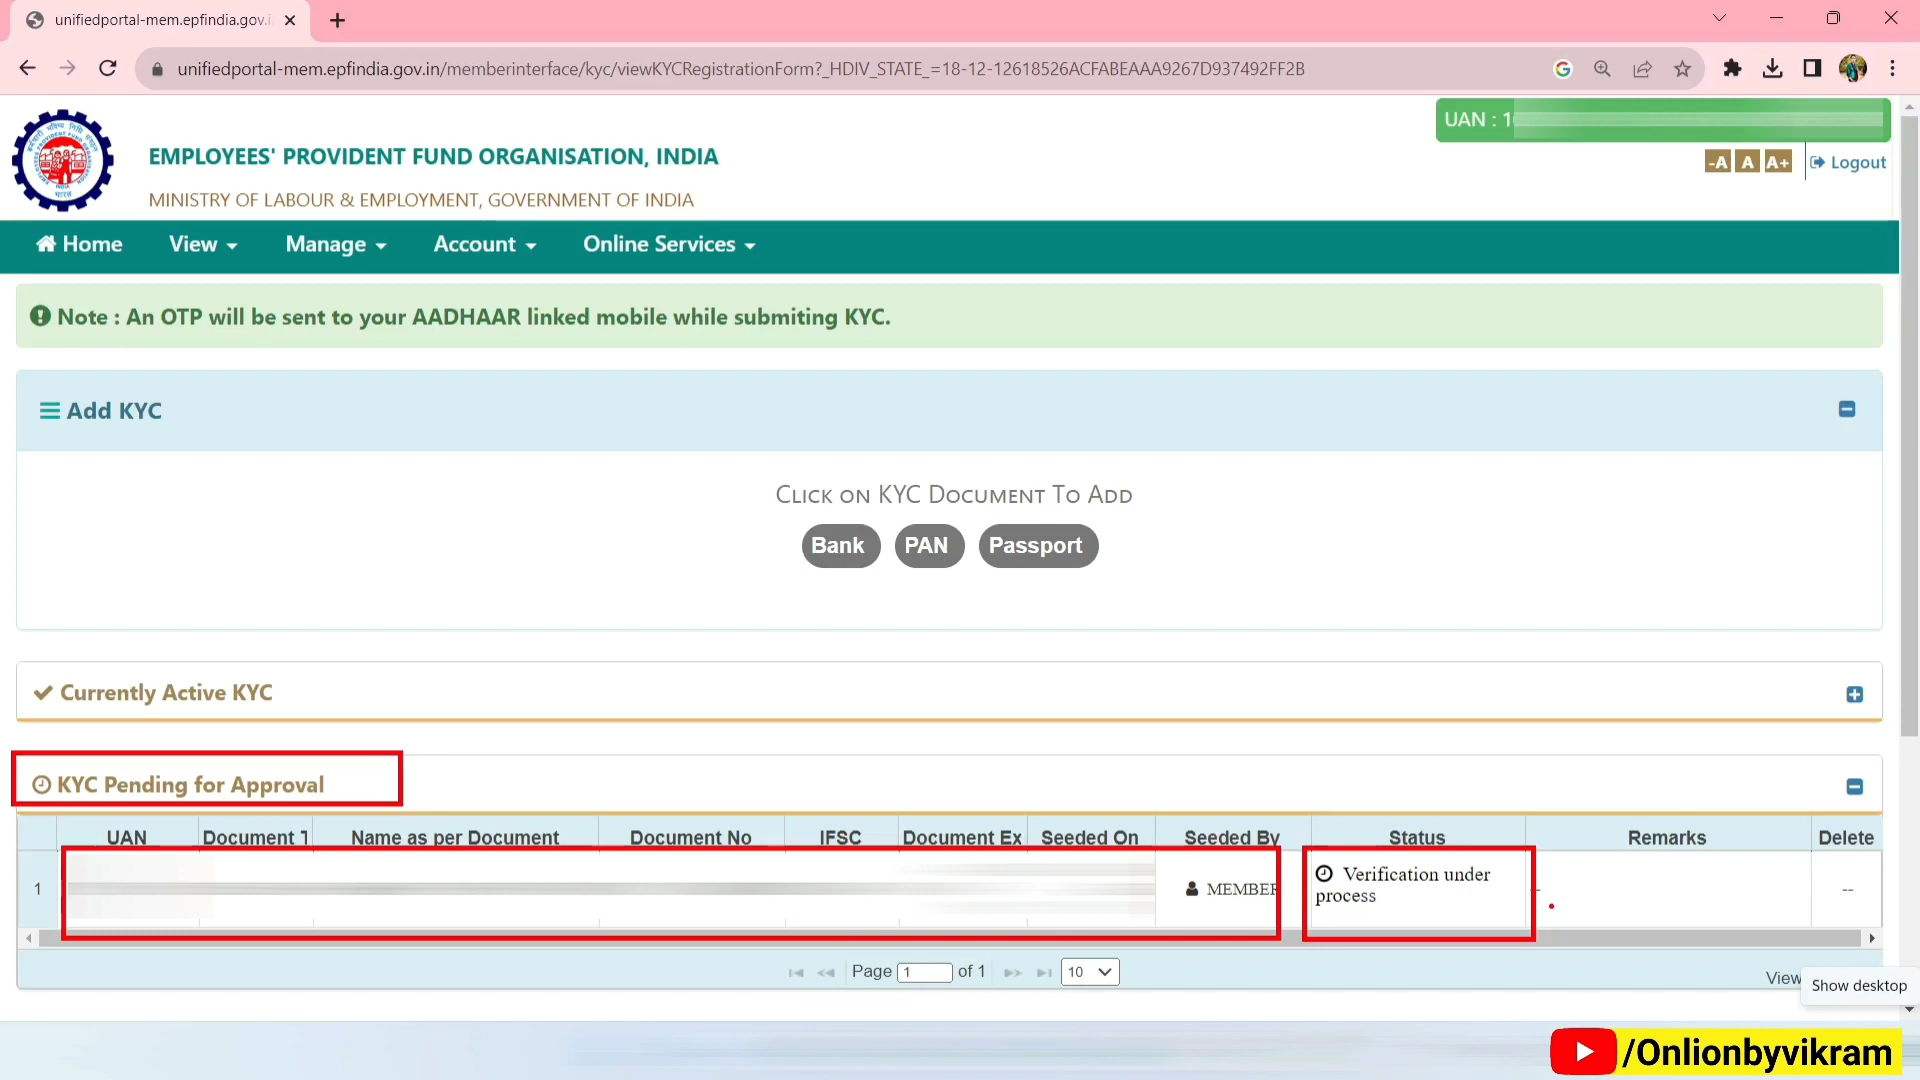 unifiedportal-mem.epfindia.gov.i
unifiedportal-mem.epfindia.gov.in/memberinterface/kyc/viewKYCRegistrationForm?_HDIV_STATE_=18-12-12618526ACFABEAAA9267D937492FF2B
UAN : 1
EMPLOYEES' PROVIDENT FUND ORGANISATION, INDIA
-A A A+ Logout
MINISTRY OF LABOUR & EMPLOYMENT, GOVERNMENT OF INDIA
Home View Manage Account Online Services
Note : An OTP will be sent to your AADHAAR linked mobile while submiting KYC.
Add KYC
CLICK ON KYC DOCUMENT TO ADD
Bank PAN Passport
Currently Active KYC
KYC Pending for Approval
UAN Document T Name as per Document Document No IFSC Document Ex Seeded On Seeded By Status Remarks Delete
1 MEMBER Verification under process - --
Page 1 of 1 10
View
Show desktop
/Onlionbyvikram